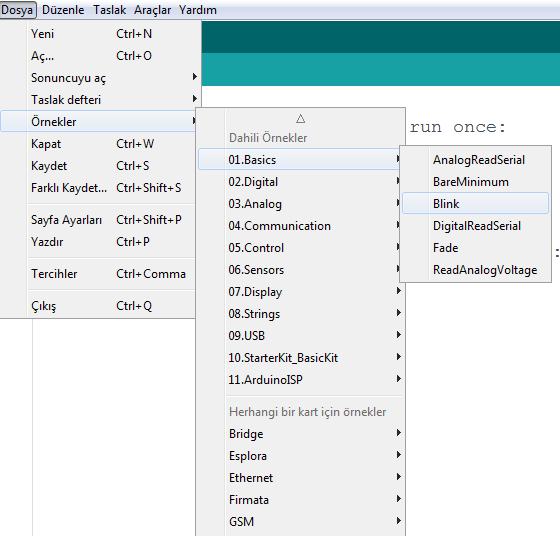 Dosya Düzenle Taslak Araçlar Yardım
Yeni Ctrl+N
Aç... Ctrl+O
Sonuncuyu aç
Taslak defteri
Örnekler
Kapat Ctrl+W
Kaydet Ctrl+S
Farklı Kaydet... Ctrl+Shift+S
Sayfa Ayarları Ctrl+Shift+P
Yazdır Ctrl+P
Tercihler Ctrl+Comma
Çıkış Ctrl+Q
Dahili Örnekler
01.Basics
02.Digital
03.Analog
04.Communication
05.Control
06.Sensors
07.Display
08.Strings
09.USB
10.StarterKit_BasicKit
11.ArduinoISP
Herhangi bir kart için örnekler
Bridge
Esplora
Ethernet
Firmata
GSM
run once:
AnalogReadSerial
BareMinimum
Blink
DigitalReadSerial
Fade
ReadAnalogVoltage
: